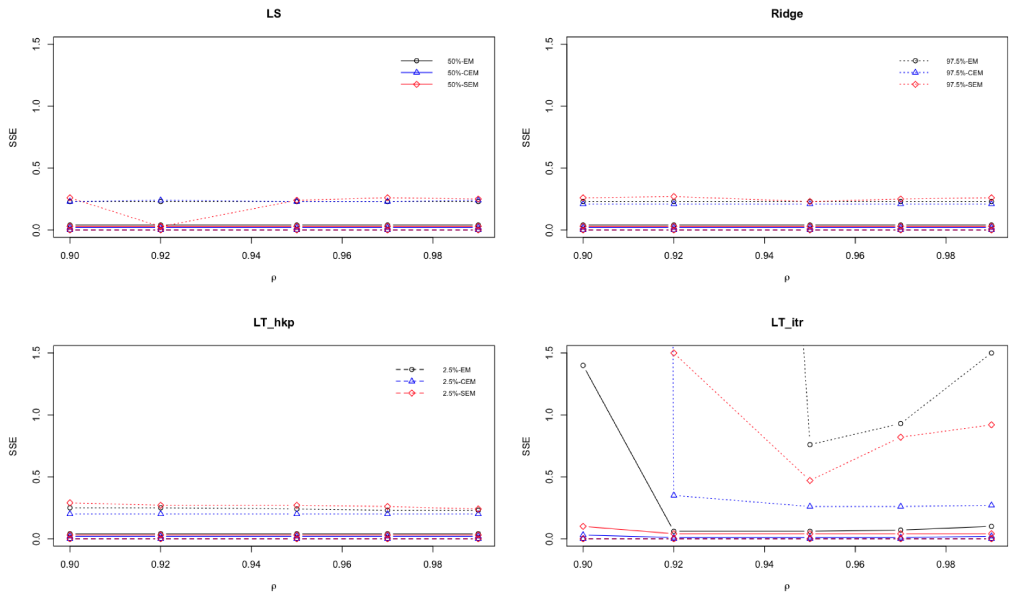 LS
SSE
1.5
1.0
0.5
0.0
50%-EM
50%-CEM
50%-SEM
0.90 0.92 0.94 0.96 0.98
ρ
Ridge
SSE
1.5
1.0
0.5
0.0
97.5%-EM
97.5%-CEM
97.5%-SEM
0.90 0.92 0.94 0.96 0.98
ρ
LT_hkp
SSE
1.5
1.0
0.5
0.0
2.5%-EM
2.5%-CEM
2.5%-SEM
0.90 0.92 0.94 0.96 0.98
ρ
LT_itr
SSE
1.5
1.0
0.5
0.0
0.90 0.92 0.94 0.96 0.98
ρ